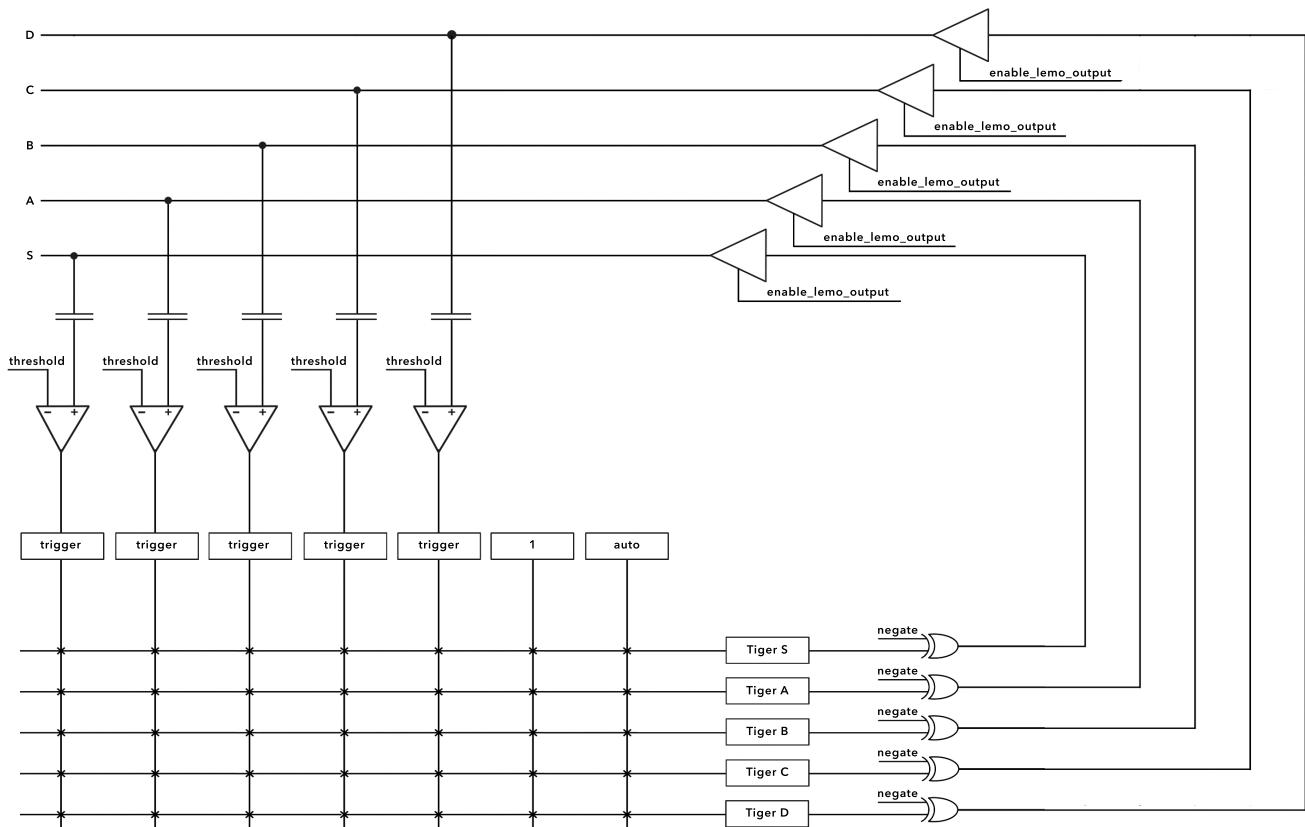 D
enable_lemo_output
C
enable_lemo_output
B
enable_lemo_output
A
enable_lemo_output
S
enable_lemo_output
threshold threshold threshold threshold threshold
− + − + − + − + − +
trigger trigger trigger trigger trigger 1 auto
negate
Tiger S
negate
Tiger A
negate
Tiger B
negate
Tiger C
negate
Tiger D